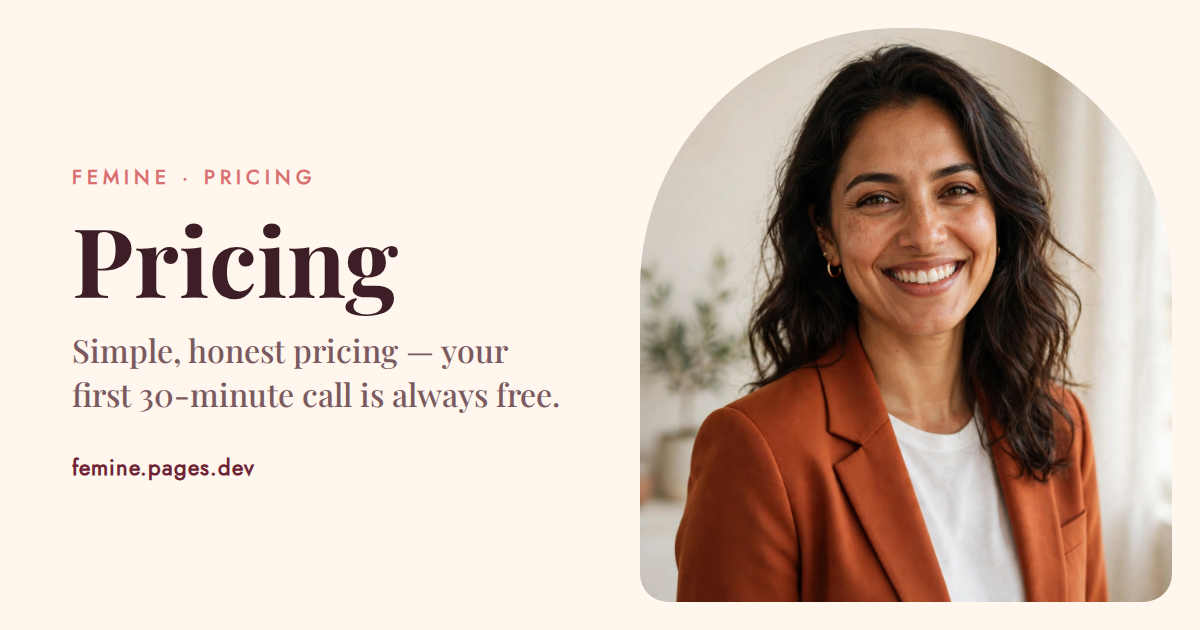 FEMINE · PRICING
Pricing
Simple, honest pricing — your
first 30-minute call is always free.
femine.pages.dev